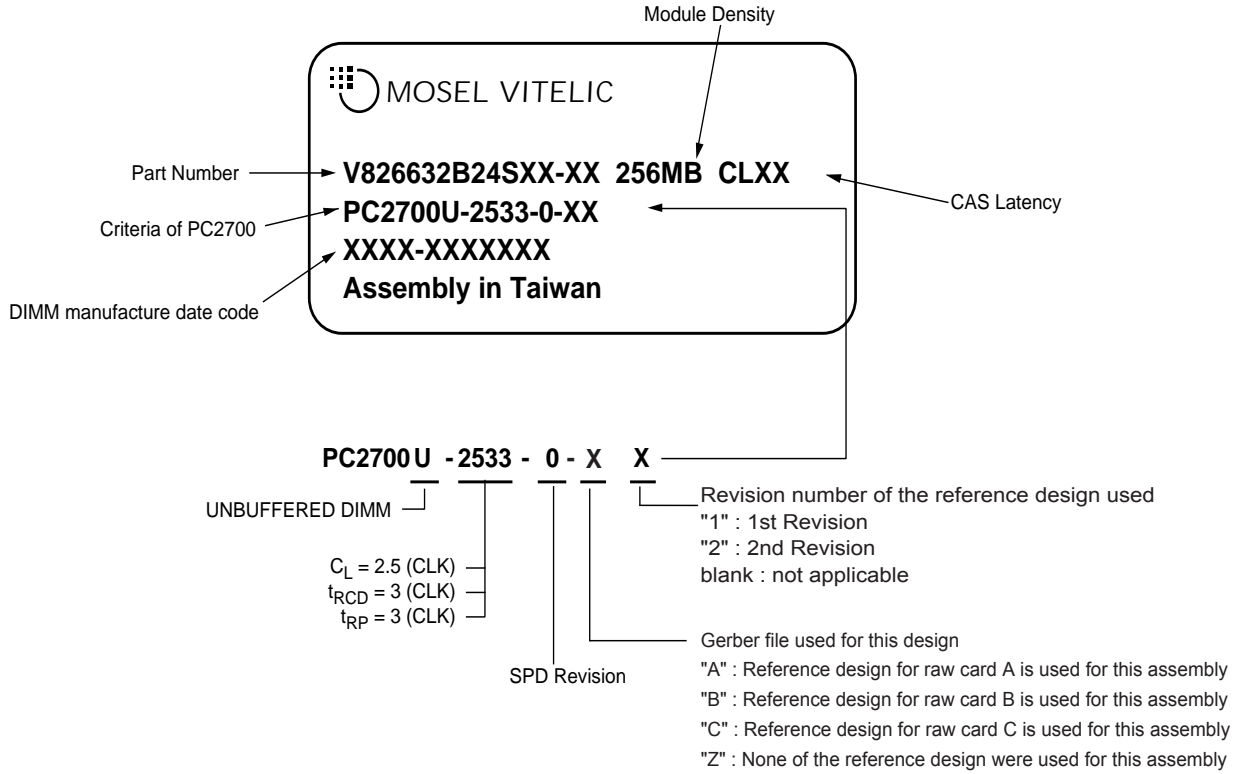 Module Density
MOSEL VITELIC
Part Number
V826632B24SXX-XX 256MB CLXX
CAS Latency
Criteria of PC2700
PC2700U-2533-0-XX
XXXX-XXXXXXX
DIMM manufacture date code
Assembly in Taiwan
PC2700 U - 2533 - 0 - X X
UNBUFFERED DIMM
CL = 2.5 (CLK)
tRCD = 3 (CLK)
tRP = 3 (CLK)
SPD Revision
Revision number of the reference design used
"1" : 1st Revision
"2" : 2nd Revision
blank : not applicable
Gerber file used for this design
"A" : Reference design for raw card A is used for this assembly
"B" : Reference design for raw card B is used for this assembly
"C" : Reference design for raw card C is used for this assembly
"Z" : None of the reference design were used for this assembly